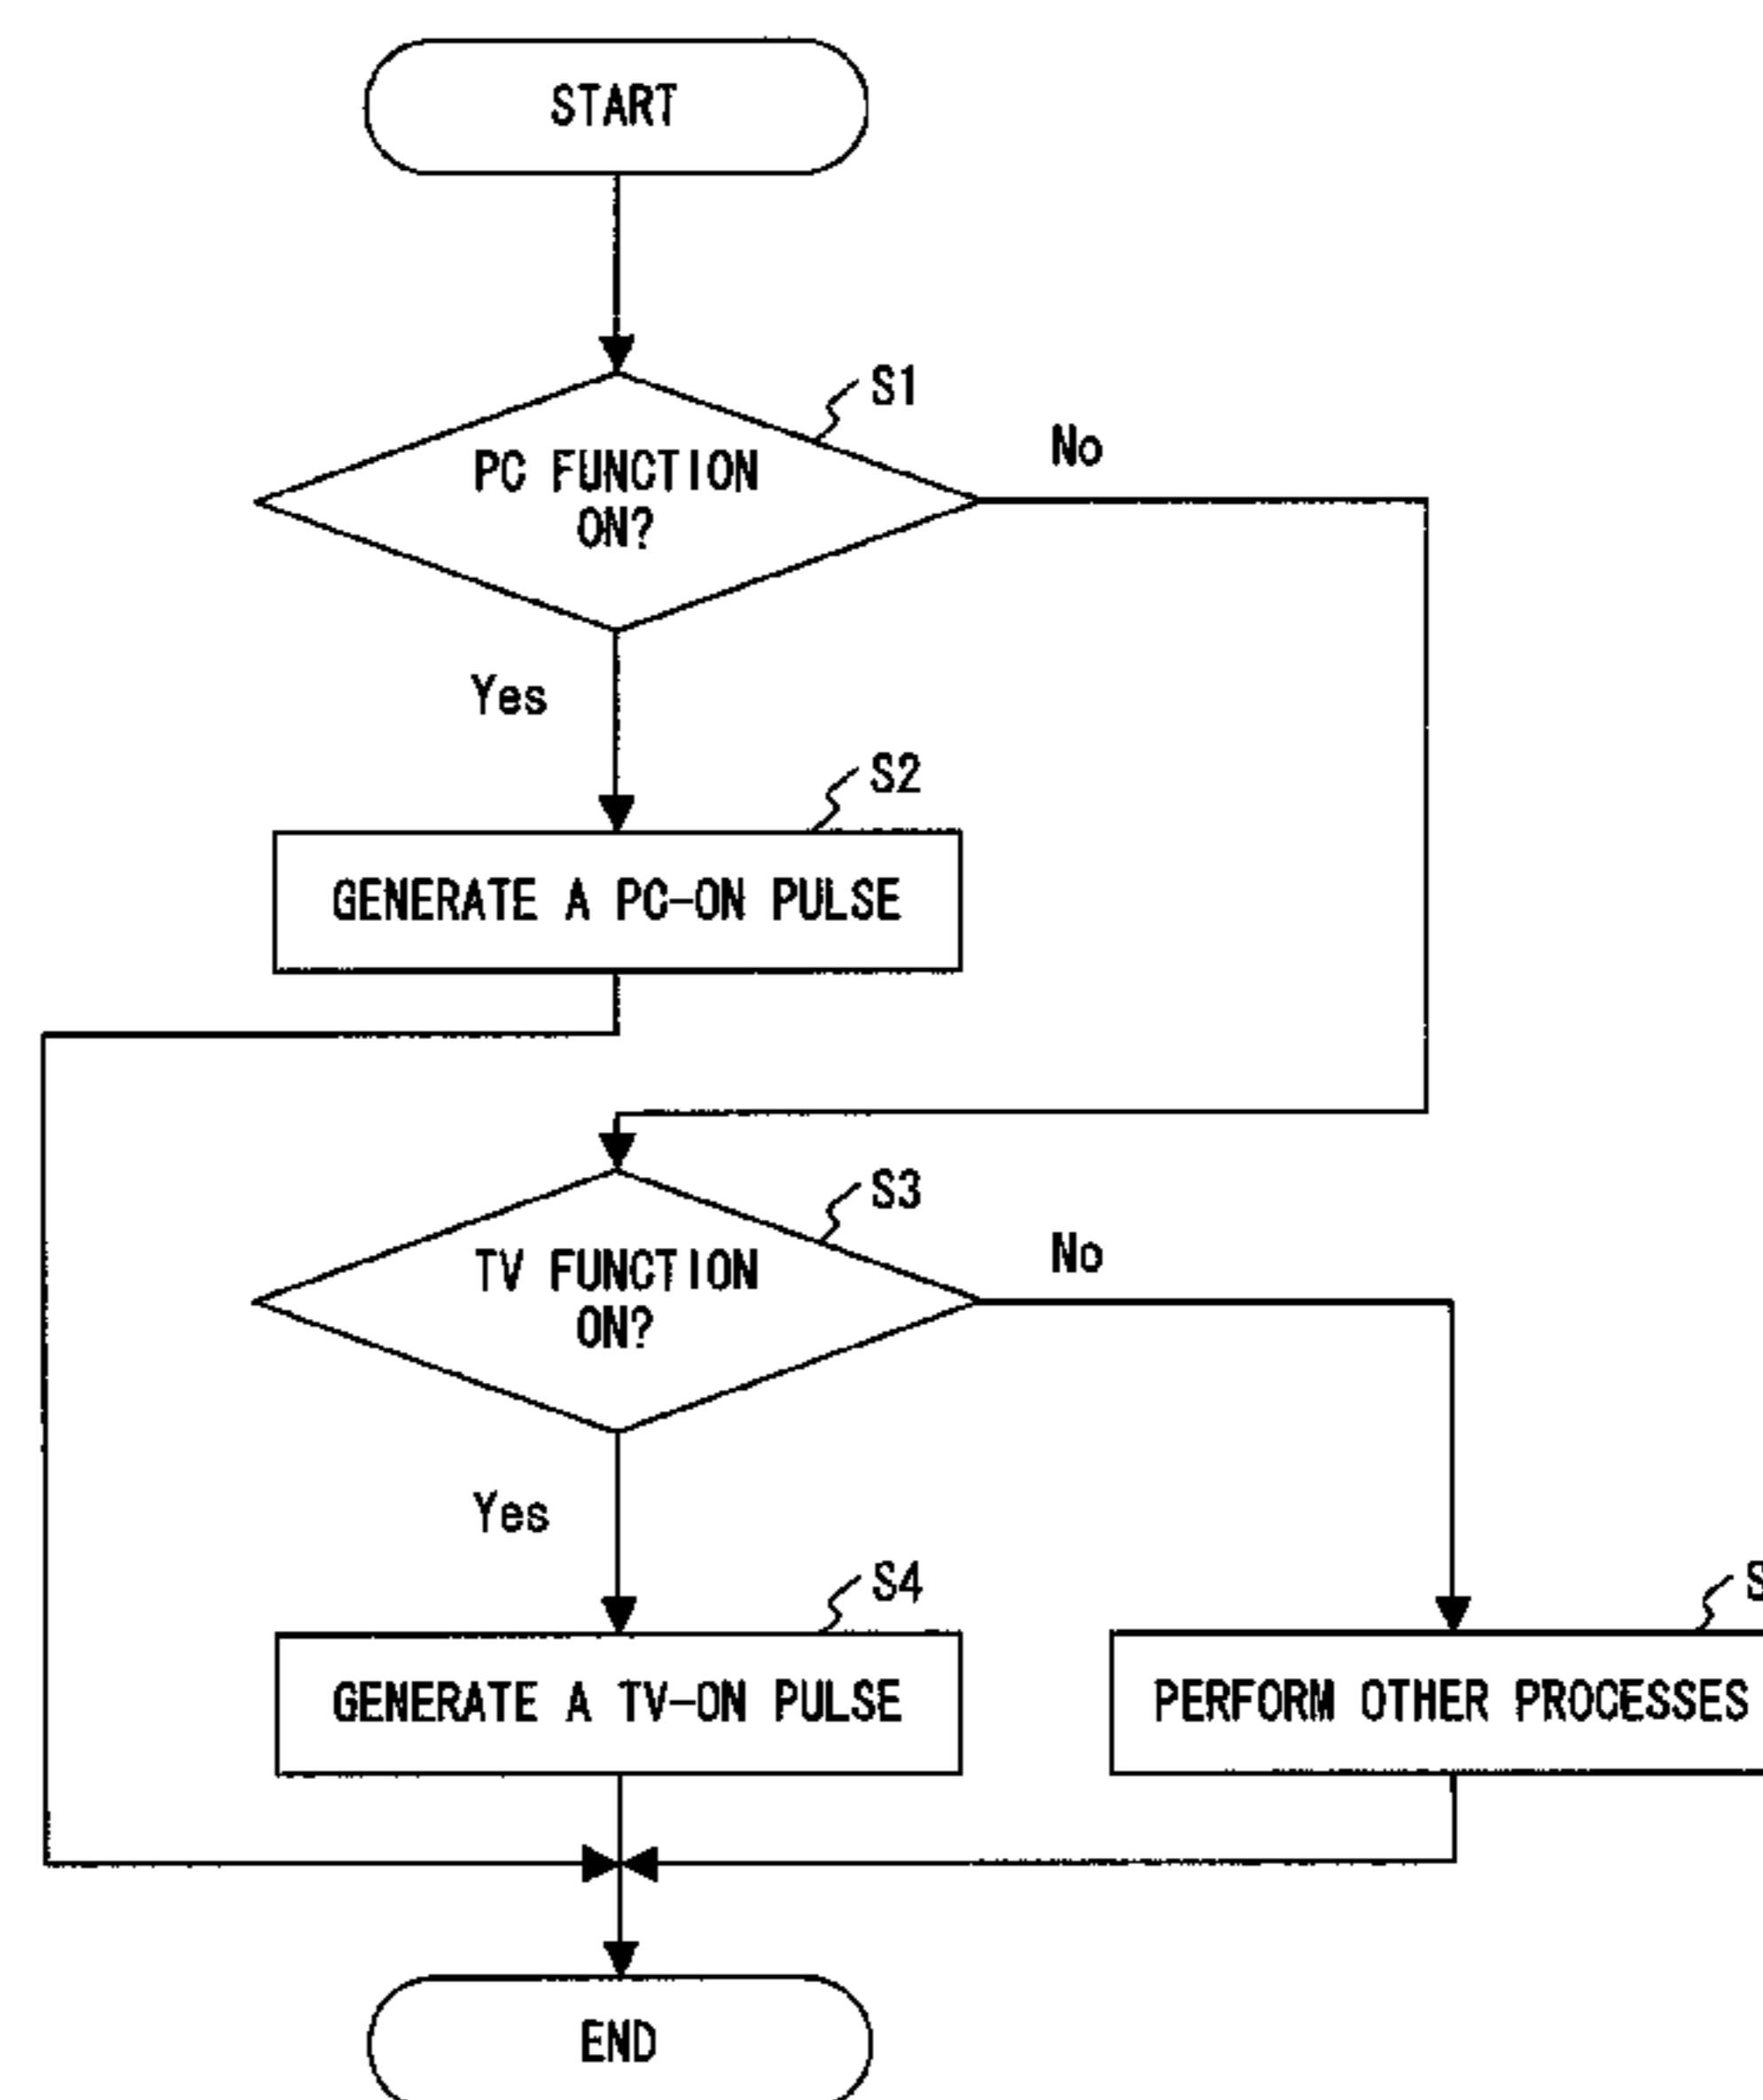 START
S1
PC FUNCTION
ON?
No
Yes
S2
GENERATE A PC-ON PULSE
S3
TV FUNCTION
ON?
No
Yes
S4
GENERATE A TV-ON PULSE
PERFORM OTHER PROCESSES
END